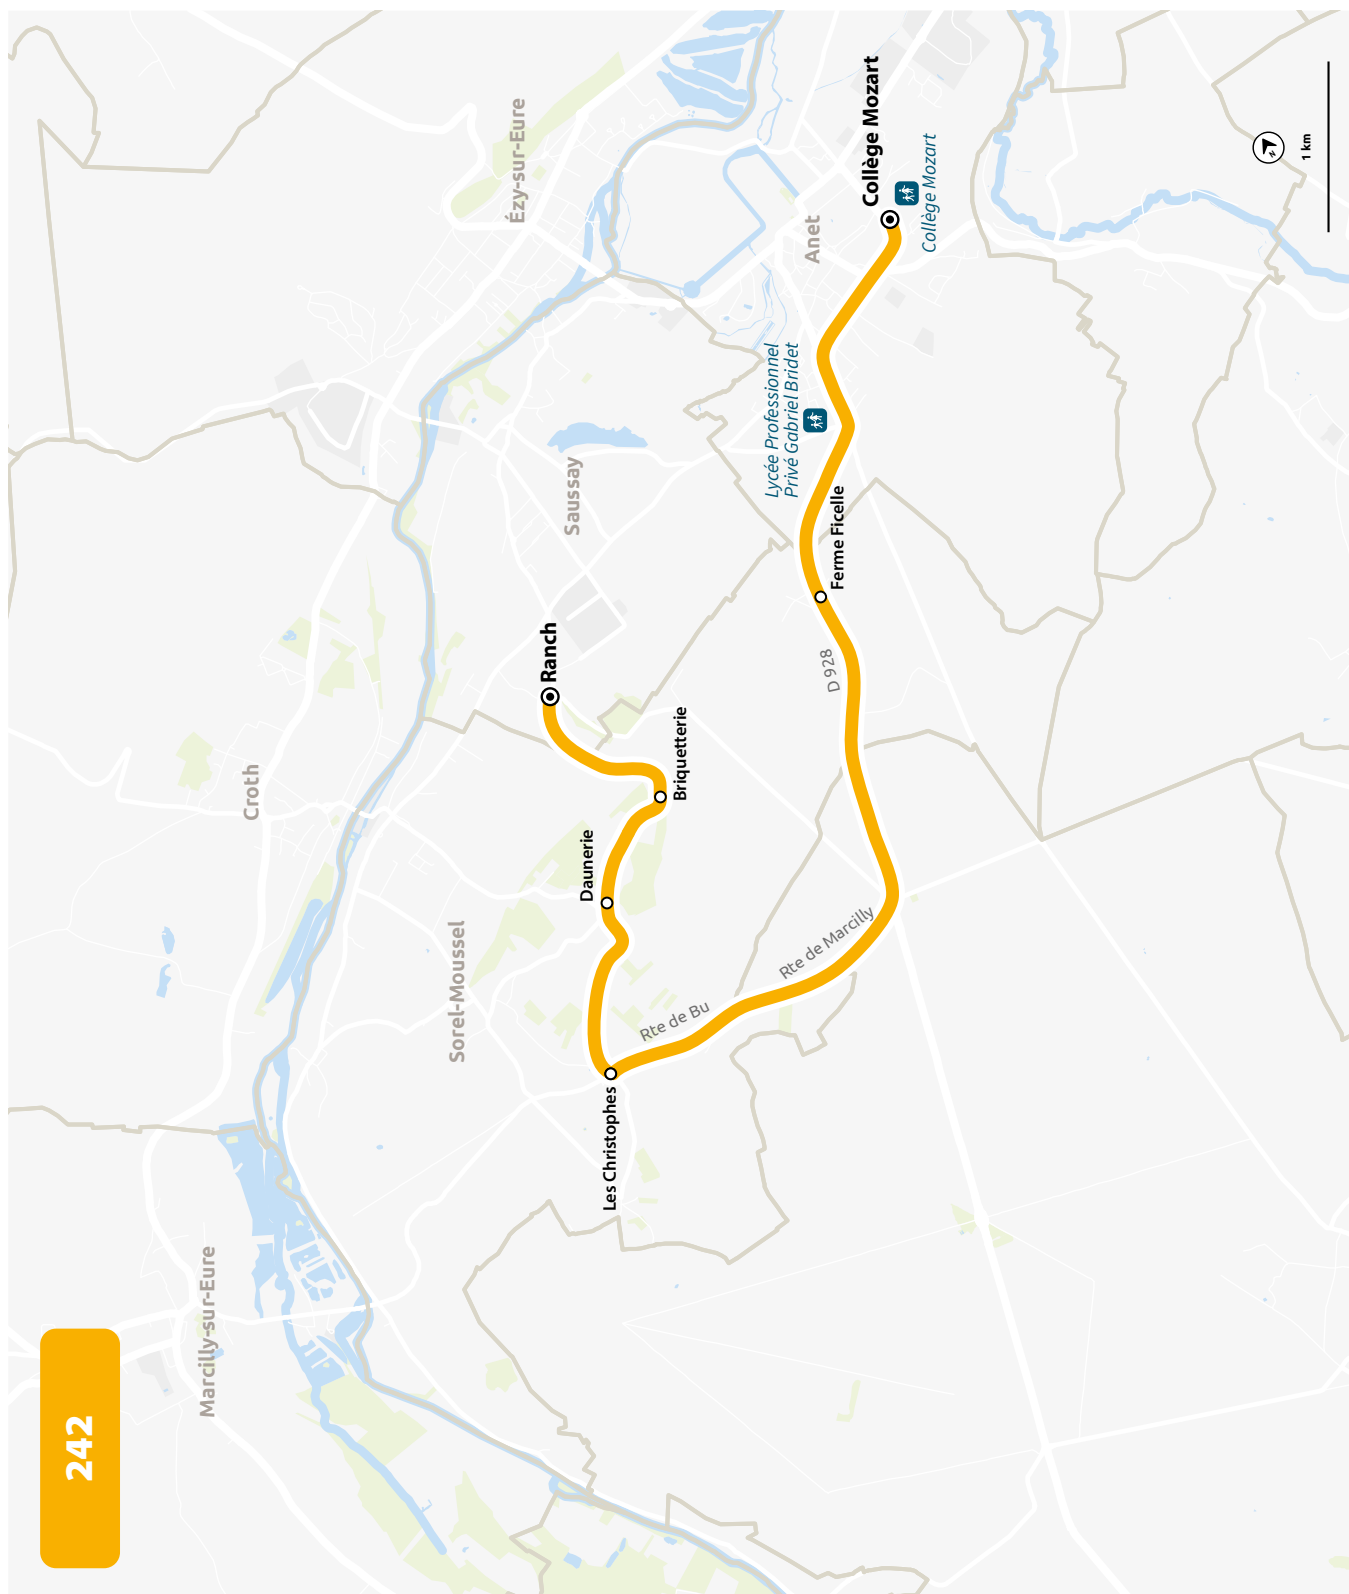 242
Marcilly-sur-Eure
Croth
Ézy-sur-Eure
Sorel-Moussel
Saussay
Anet
Ranch
Briquetterie
Daunerie
Les Christophes
Rte de Bu
Rte de Marcilly
D 928
Ferme Ficelle
Lycée Professionnel
Privé Gabriel Bridet
Collège Mozart
Collège Mozart
N
1 km